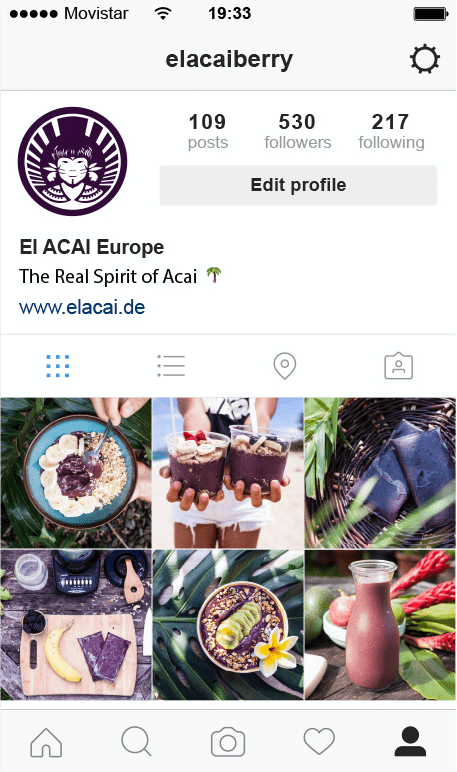 Movistar 19:33
elacaiberry
109 530 217
posts followers following
Edit profile
El ACAI Europe
The Real Spirit of Acai 🌴
www.elacai.de